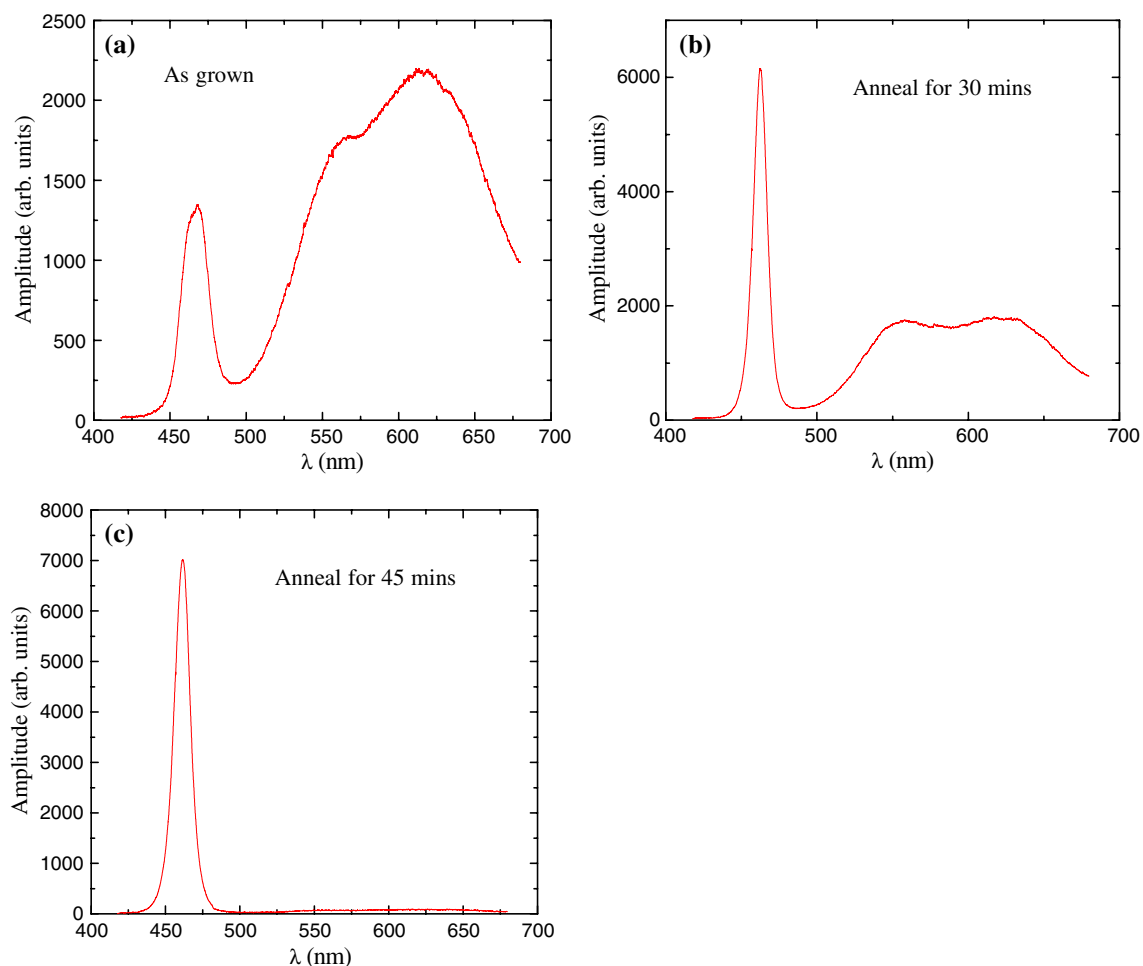 (a)
As grown
2500
2000
1500
1000
500
0
Amplitude (arb. units)
400 450 500 550 600 650 700
λ (nm)
(b)
Anneal for 30 mins
6000
4000
2000
0
Amplitude (arb. units)
400 500 600 700
λ (nm)
(c)
Anneal for 45 mins
8000
7000
6000
5000
4000
3000
2000
1000
0
Amplitude (arb. units)
400 450 500 550 600 650 700
λ (nm)